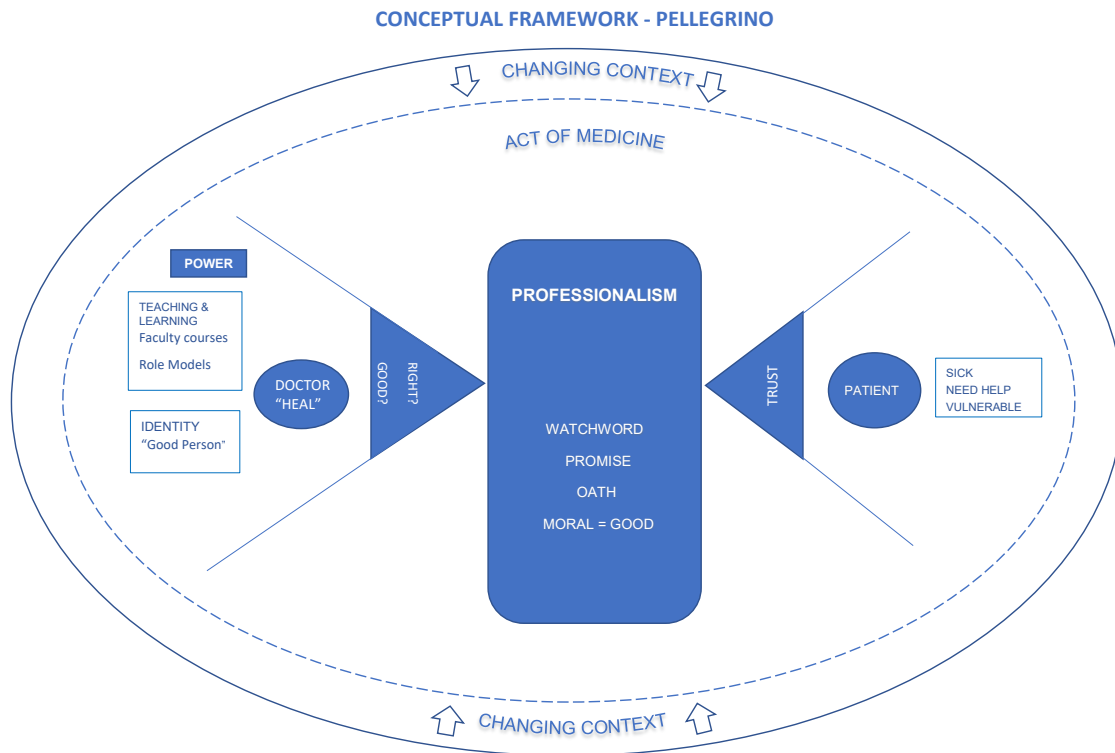 CONCEPTUAL FRAMEWORK - PELLEGRINO
CHANGING CONTEXT
ACT OF MEDICINE
POWER
TEACHING &
LEARNING
Faculty courses
Role Models
IDENTITY
“Good Person"
DOCTOR
“HEAL”
RIGHT?
GOOD?
PROFESSIONALISM
WATCHWORD
PROMISE
OATH
MORAL = GOOD
TRUST
PATIENT
SICK
NEED HELP
VULNERABLE
CHANGING CONTEXT